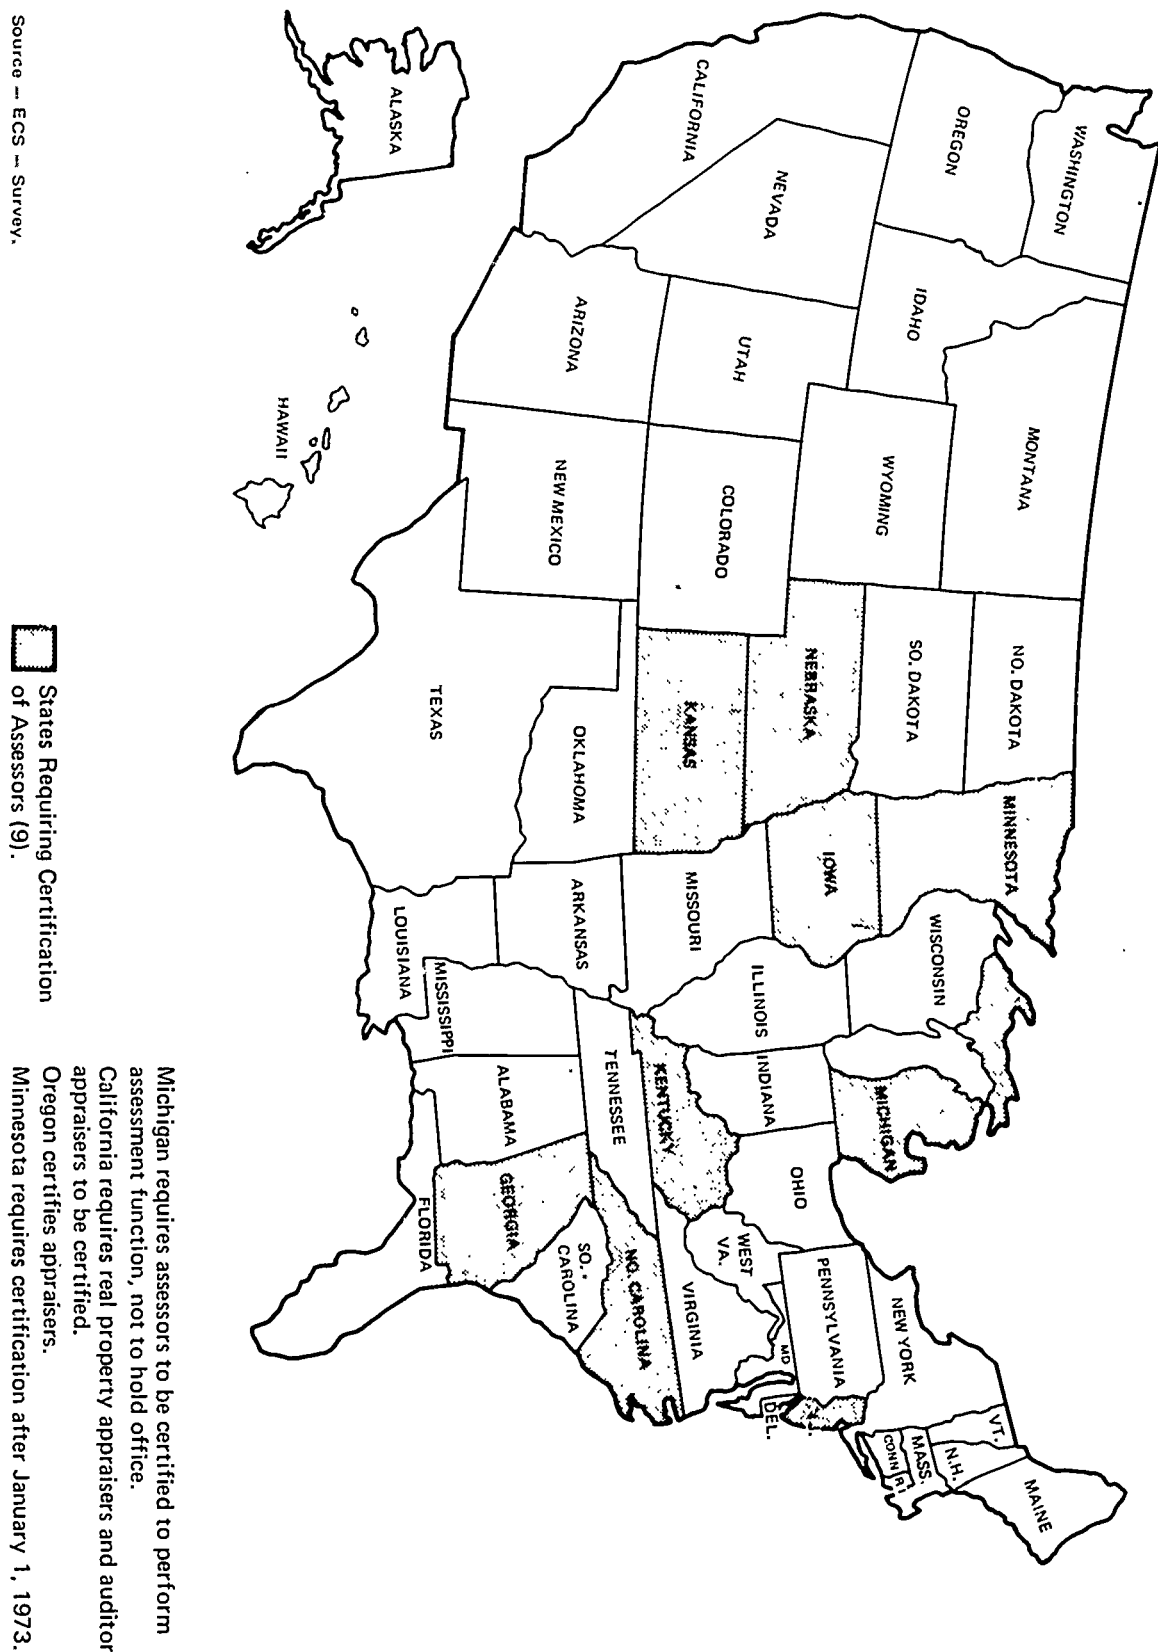 WASHINGTON
OREGON
CALIFORNIA
NEVADA
IDAHO
MONTANA
WYOMING
UTAH
ARIZONA
COLORADO
NEW MEXICO
NO. DAKOTA
SO. DAKOTA
NEBRASKA
KANSAS
OKLAHOMA
TEXAS
MINNESOTA
IOWA
MISSOURI
ARKANSAS
LOUISIANA
WISCONSIN
ILLINOIS
MICHIGAN
INDIANA
OHIO
KENTUCKY
TENNESSEE
MISSISSIPPI
ALABAMA
GEORGIA
FLORIDA
SO.
CAROLINA
NO. CAROLINA
VIRGINIA
WEST
VA.
PENNSYLVANIA
NEW YORK
MD
DEL.
VT.
N.H.
MASS.
CONN
RI
MAINE
ALASKA
HAWAII
States Requiring Certification
of Assessors (9).
Michigan requires assessors to be certified to perform
assessment function, not to hold office.
California requires real property appraisers and auditor
appraisers to be certified.
Oregon certifies appraisers.
Minnesota requires certification after January 1, 1973.
Source -- ECS -- Survey.